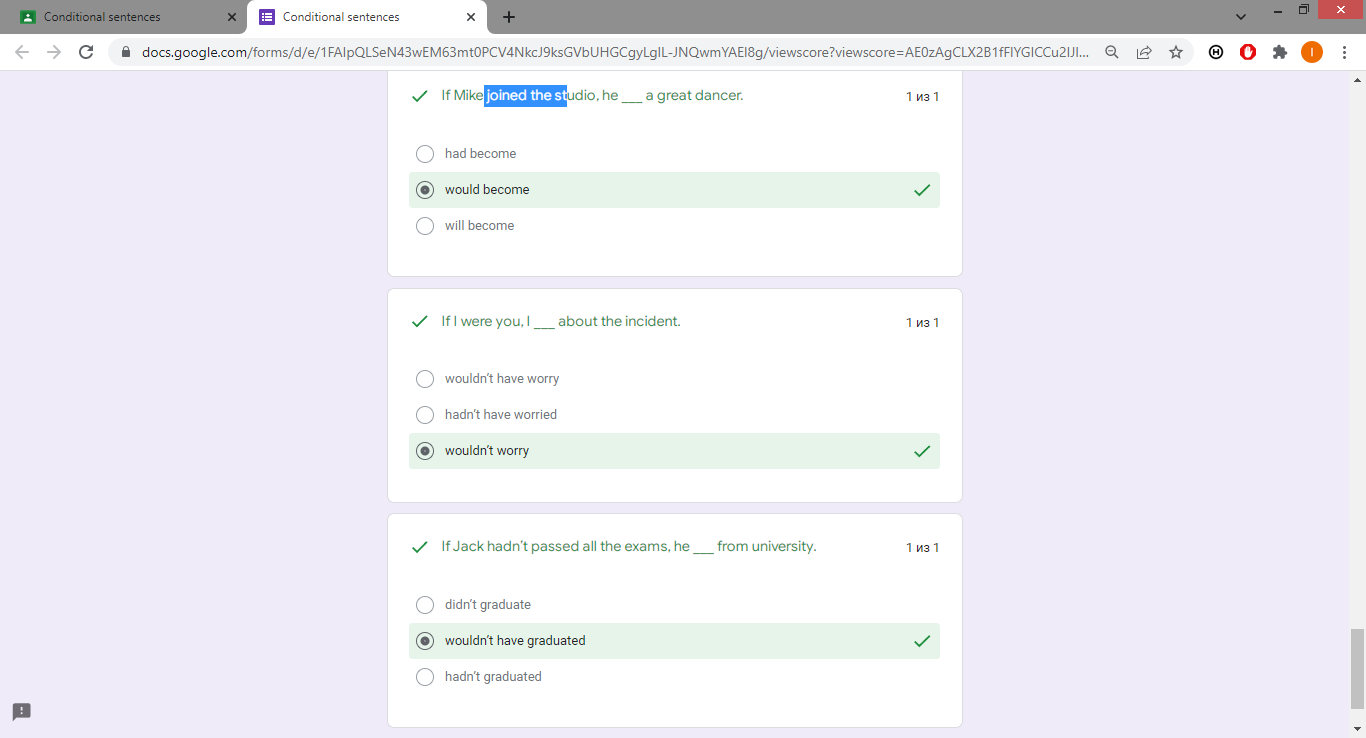 Conditional sentences
Conditional sentences
docs.google.com/forms/d/e/1FAIpQLSeN43wEM63mt0PCV4NkcJ9ksGVbUHGCgyLgIL-JNQwmYAEI8g/viewscore?viewscore=AE0zAgCLX2B1fFlYGlCCu2IJI...
If Mike joined the studio, he ___ a great dancer.
1 из 1
had become
would become
will become
If I were you, I ___ about the incident.
1 из 1
wouldn't have worry
hadn't have worried
wouldn't worry
If Jack hadn't passed all the exams, he ___ from university.
1 из 1
didn't graduate
wouldn't have graduated
hadn't graduated